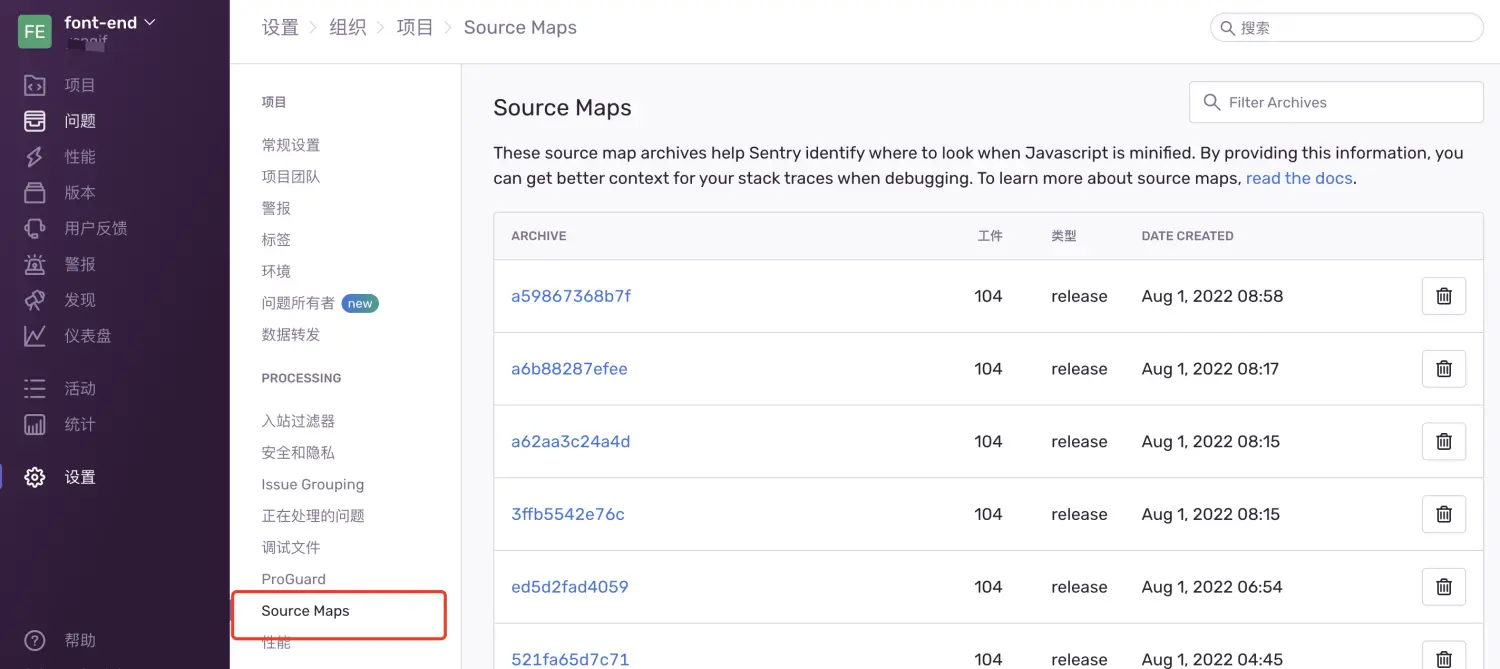 FE
font-end
项目
问题
性能
版本
用户反馈
警报
发现
仪表盘
活动
统计
设置
帮助
设置 > 组织 > 项目 > Source Maps
搜索
项目
常规设置
项目团队
警报
标签
环境
问题所有者 new
数据转发
PROCESSING
入站过滤器
安全和隐私
Issue Grouping
正在处理的问题
调试文件
ProGuard
Source Maps
性能
Source Maps
Filter Archives
These source map archives help Sentry identify where to look when Javascript is minified. By providing this information, you
can get better context for your stack traces when debugging. To learn more about source maps, read the docs.
ARCHIVE 工件 类型 DATE CREATED
a59867368b7f 104 release Aug 1, 2022 08:58
a6b88287efee 104 release Aug 1, 2022 08:17
a62aa3c24a4d 104 release Aug 1, 2022 08:15
3ffb5542e76c 104 release Aug 1, 2022 08:15
ed5d2fad4059 104 release Aug 1, 2022 06:54
521fa65d7c71 104 release Aug 1, 2022 04:45